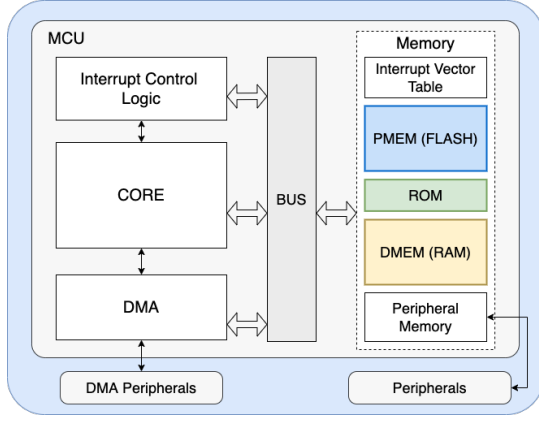 MCU
Interrupt Control
Logic
CORE
DMA
BUS
Memory
Interrupt Vector
Table
PMEM (FLASH)
ROM
DMEM (RAM)
Peripheral
Memory
DMA Peripherals
Peripherals